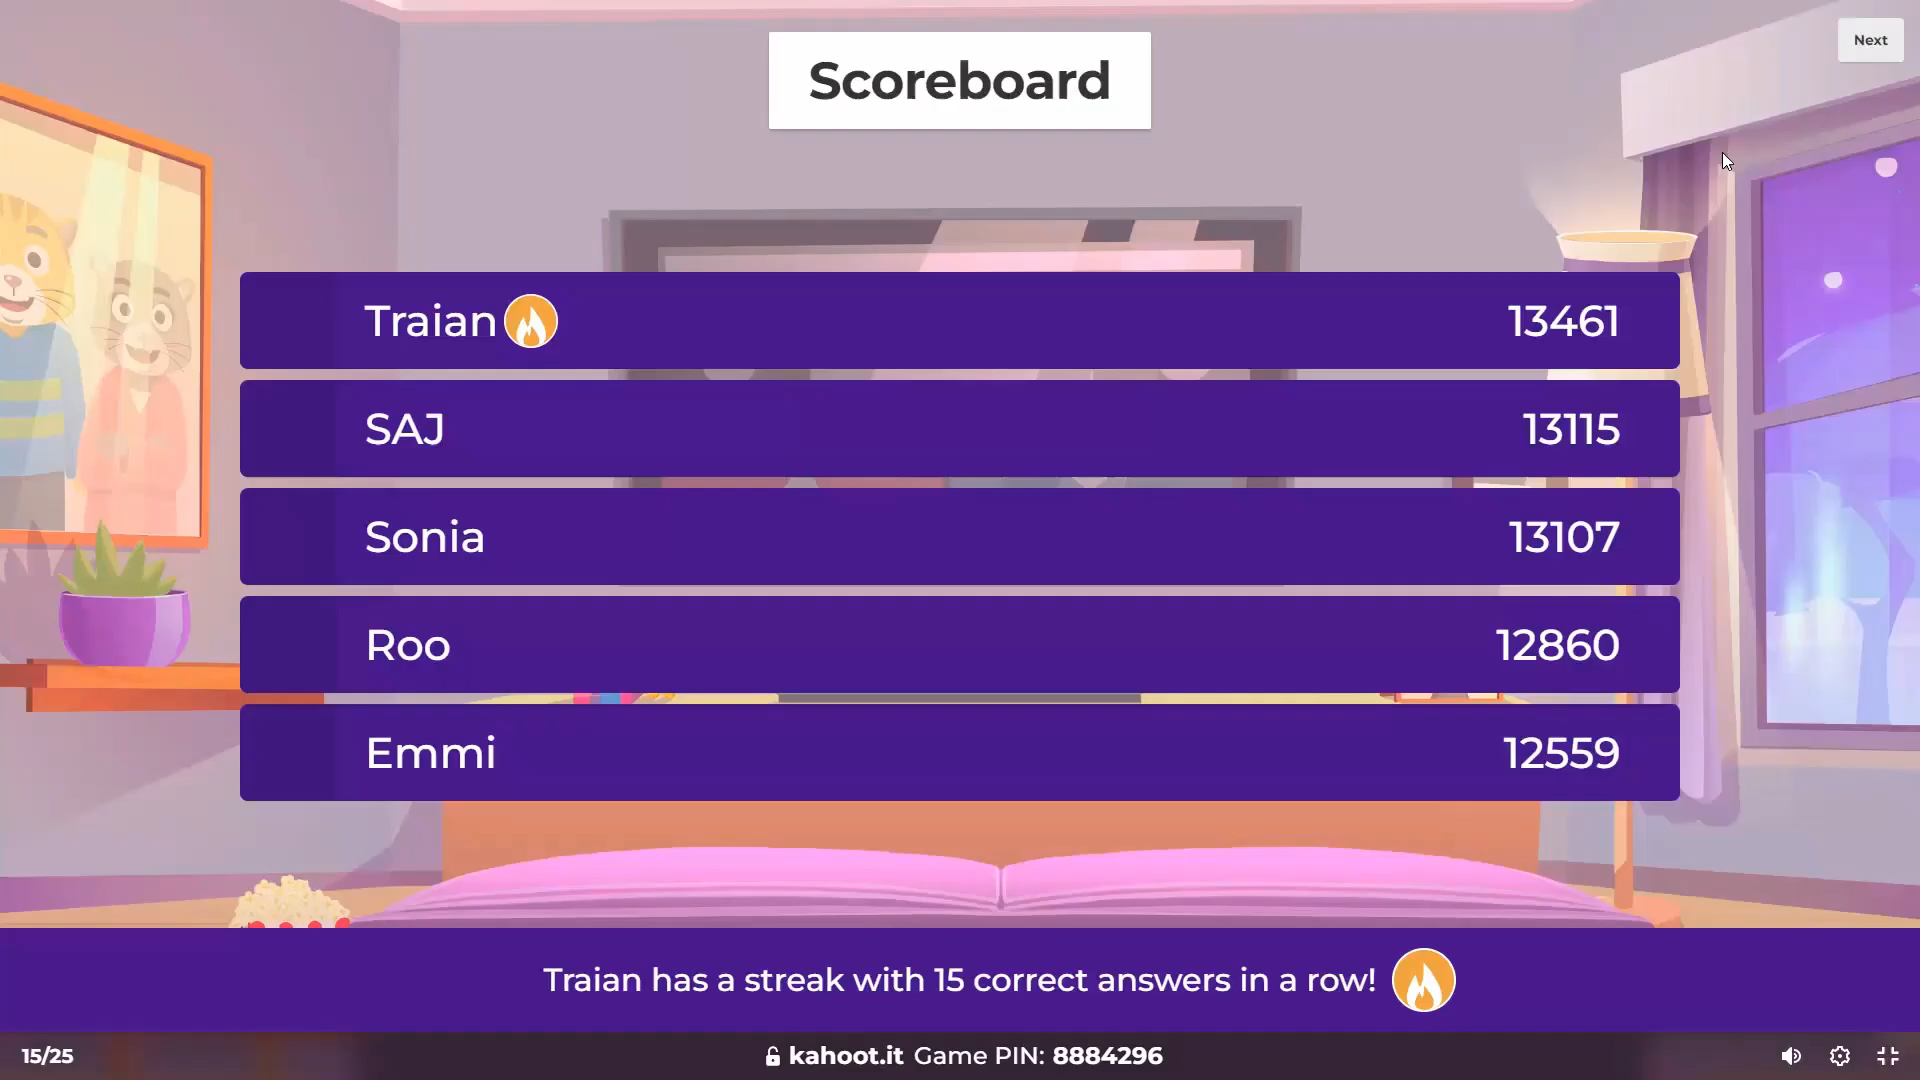 Next
Scoreboard
Traian 13461
SAJ 13115
Sonia 13107
Roo 12860
Emmi 12559
Traian has a streak with 15 correct answers in a row!
15/25 kahoot.it Game PIN: 8884296